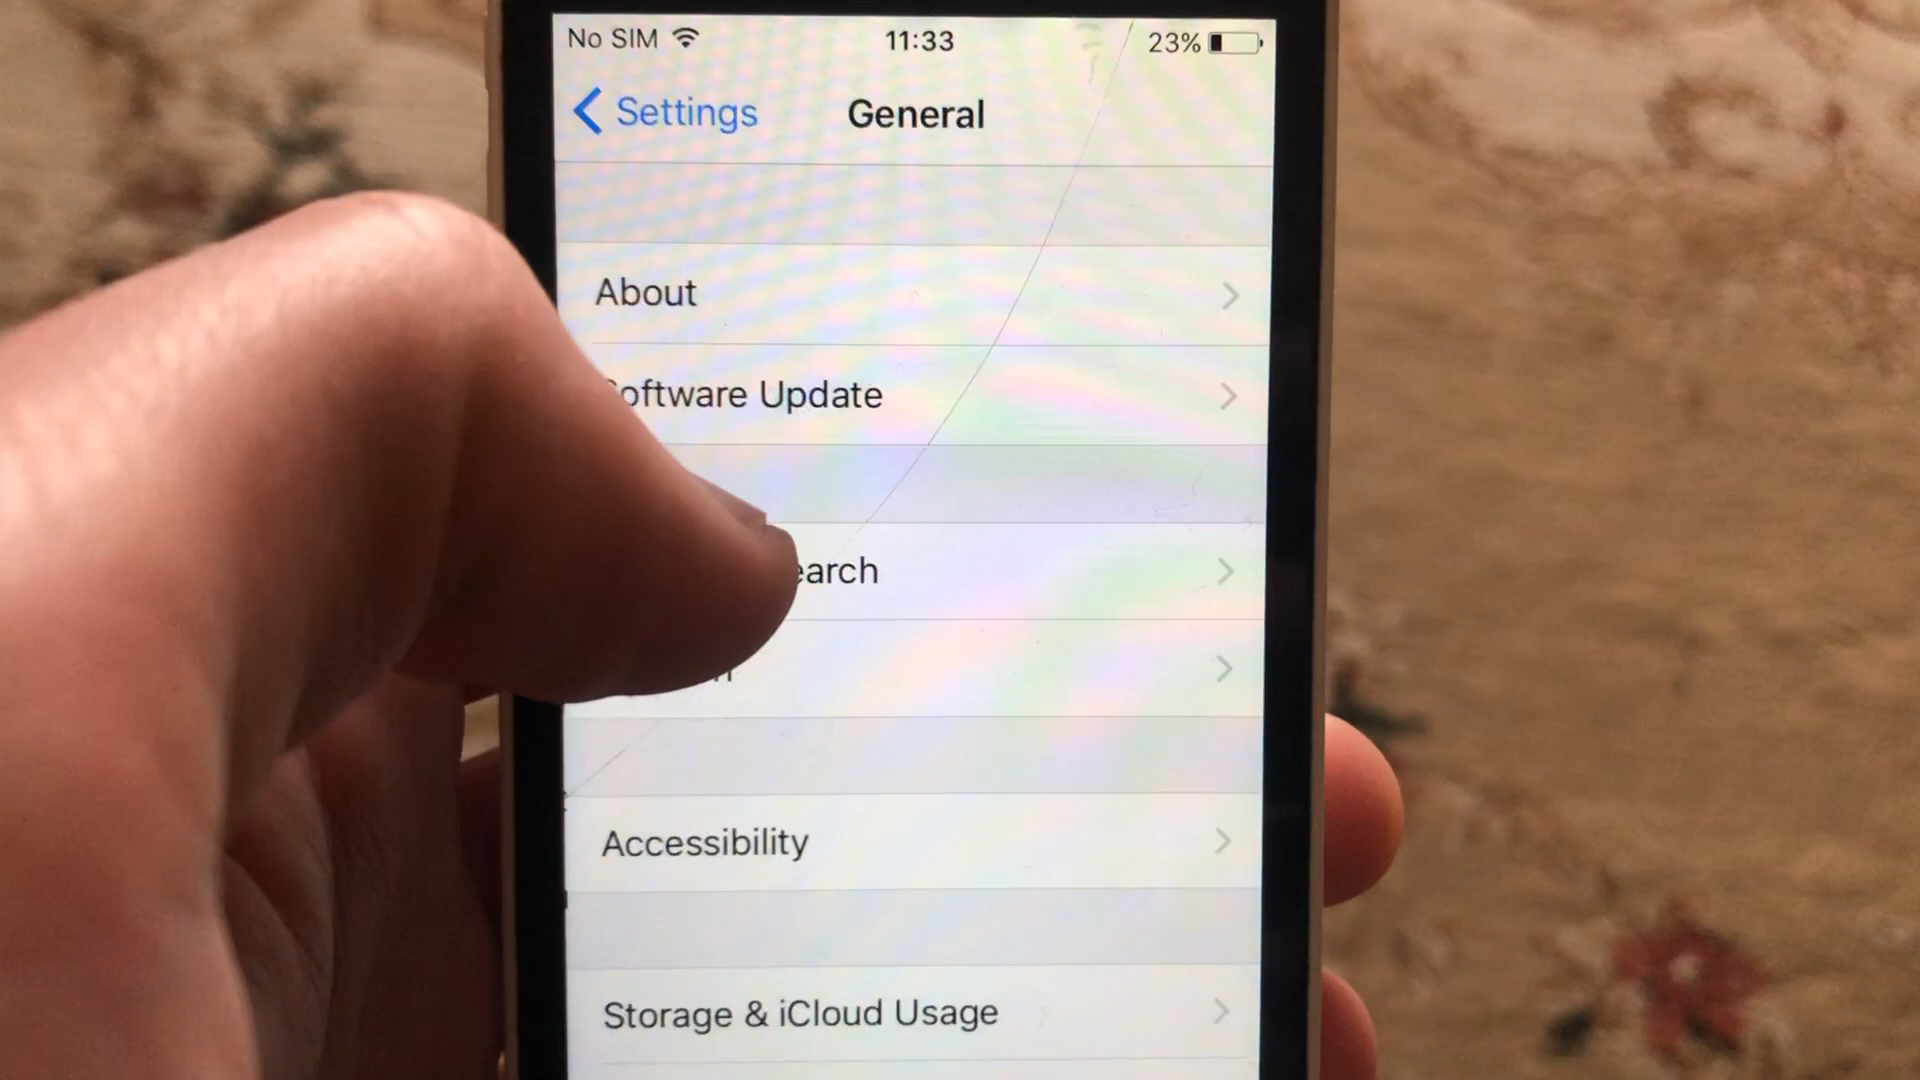 No SIM 11:33 23%
Settings General
About
oftware Update
earch
Accessibility
Storage & iCloud Usage